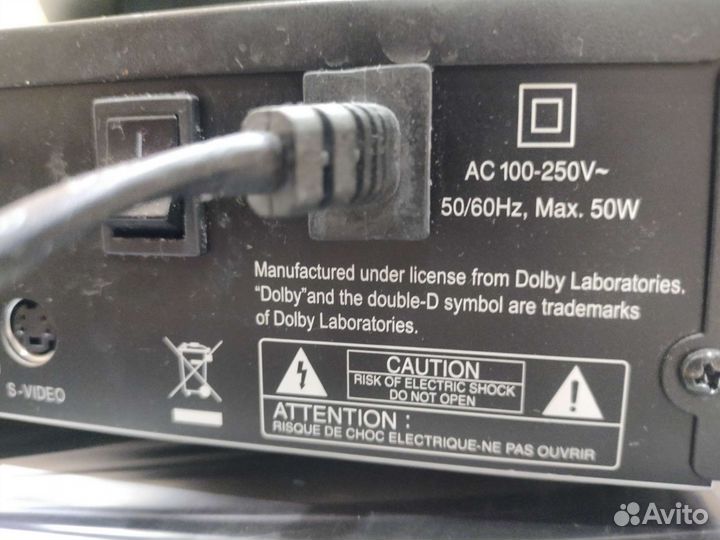 AC 100-250V~
50/60Hz, Max. 50W
Manufactured under license from Dolby Laboratories.
“Dolby”and the double-D symbol are trademarks
of Dolby Laboratories.
S-VIDEO
CAUTION
RISK OF ELECTRIC SHOCK
DO NOT OPEN
ATTENTION :
RISQUE DE CHOC ELECTRIQUE-NE PAS OUVRIR
Avito